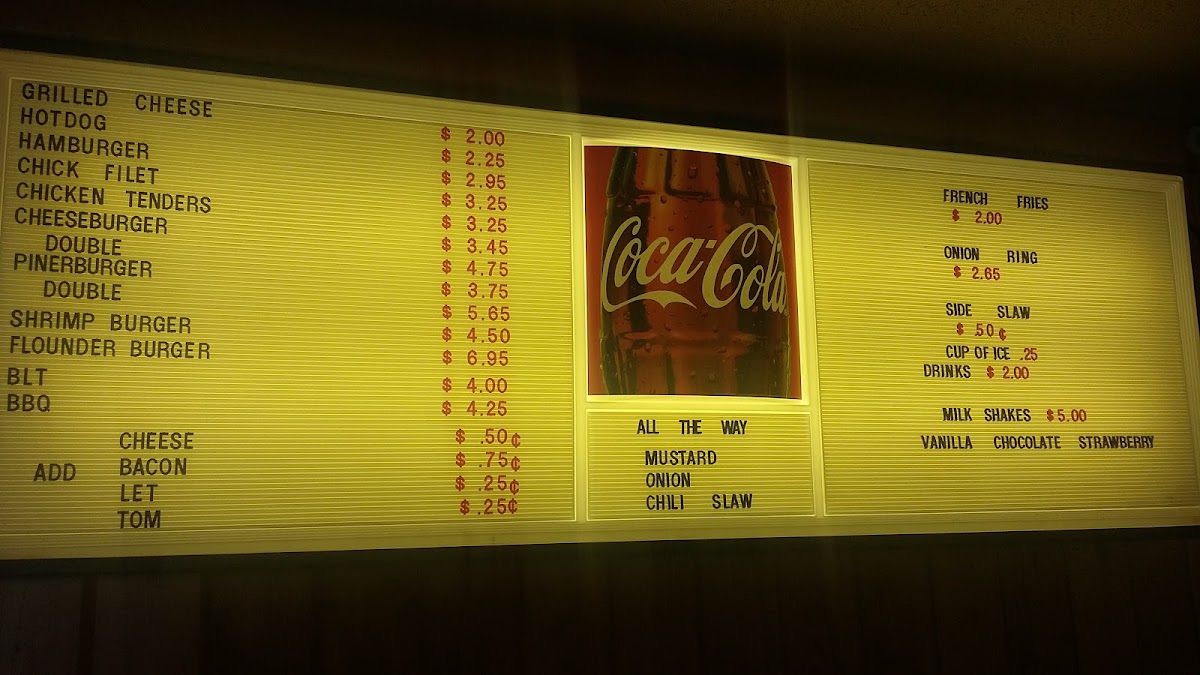 GRILLED CHEESE $ 2.00
HOTDOG $ 2.25
HAMBURGER $ 2.95
CHICK FILET $ 3.25
CHICKEN TENDERS $ 3.25
CHEESEBURGER $ 3.45
DOUBLE $ 4.75
PINERBURGER $ 3.75
DOUBLE $ 5.65
SHRIMP BURGER $ 4.50
FLOUNDER BURGER $ 6.95
BLT $ 4.00
BBQ $ 4.25
ADD
CHEESE $ .50¢
BACON $ .75¢
LET $ .25¢
TOM $ .25¢
Coca-Cola
ALL THE WAY
MUSTARD
ONION
CHILI SLAW
FRENCH FRIES
$ 2.00
ONION RING
$ 2.65
SIDE SLAW
$ .50¢
CUP OF ICE .25
DRINKS $ 2.00
MILK SHAKES $5.00
VANILLA CHOCOLATE STRAWBERRY